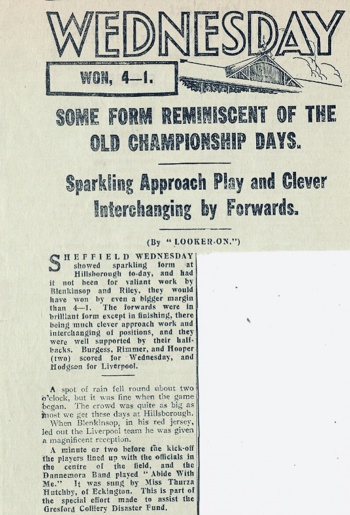 WEDNESDAY
WON, 4—1.
SOME FORM REMINISCENT OF THE
OLD CHAMPIONSHIP DAYS.
Sparkling Approach Play and Clever
Interchanging by Forwards.
(By "LOOKER-ON.")
SHEFFIELD WEDNESDAY
showed sparkling form at
Hillsborough to-day, and had
it not been for valiant work by
Blenkinsop and Riley, they would
have won by even a bigger margin
than 4—1. The forwards were in
brilliant form except in finishing, there
being much clever approach work and
interchanging of positions, and they
were well supported by their half-
backs. Burgess, Rimmer, and Hooper
(two) scored for Wednesday, and
Hodgson for Liverpool.
A spot of rain fell round about two
o'clock, but it was fine when the game
began. The crowd was quite as big as
most we get these days at Hillsborough.
When Blenkinsop, in his red jersey,
led out the Liverpool team he was given
a magnificent reception.
A minute or two before the kick-off
the players lined up with the officials in
the centre of the field, and the
Dannemora Band played "Abide With
Me." It was sung by Miss Thurza
Hutchby, of Eckington. This is part of
the special effort made to assist the
Gresford Colliery Disaster Fund.